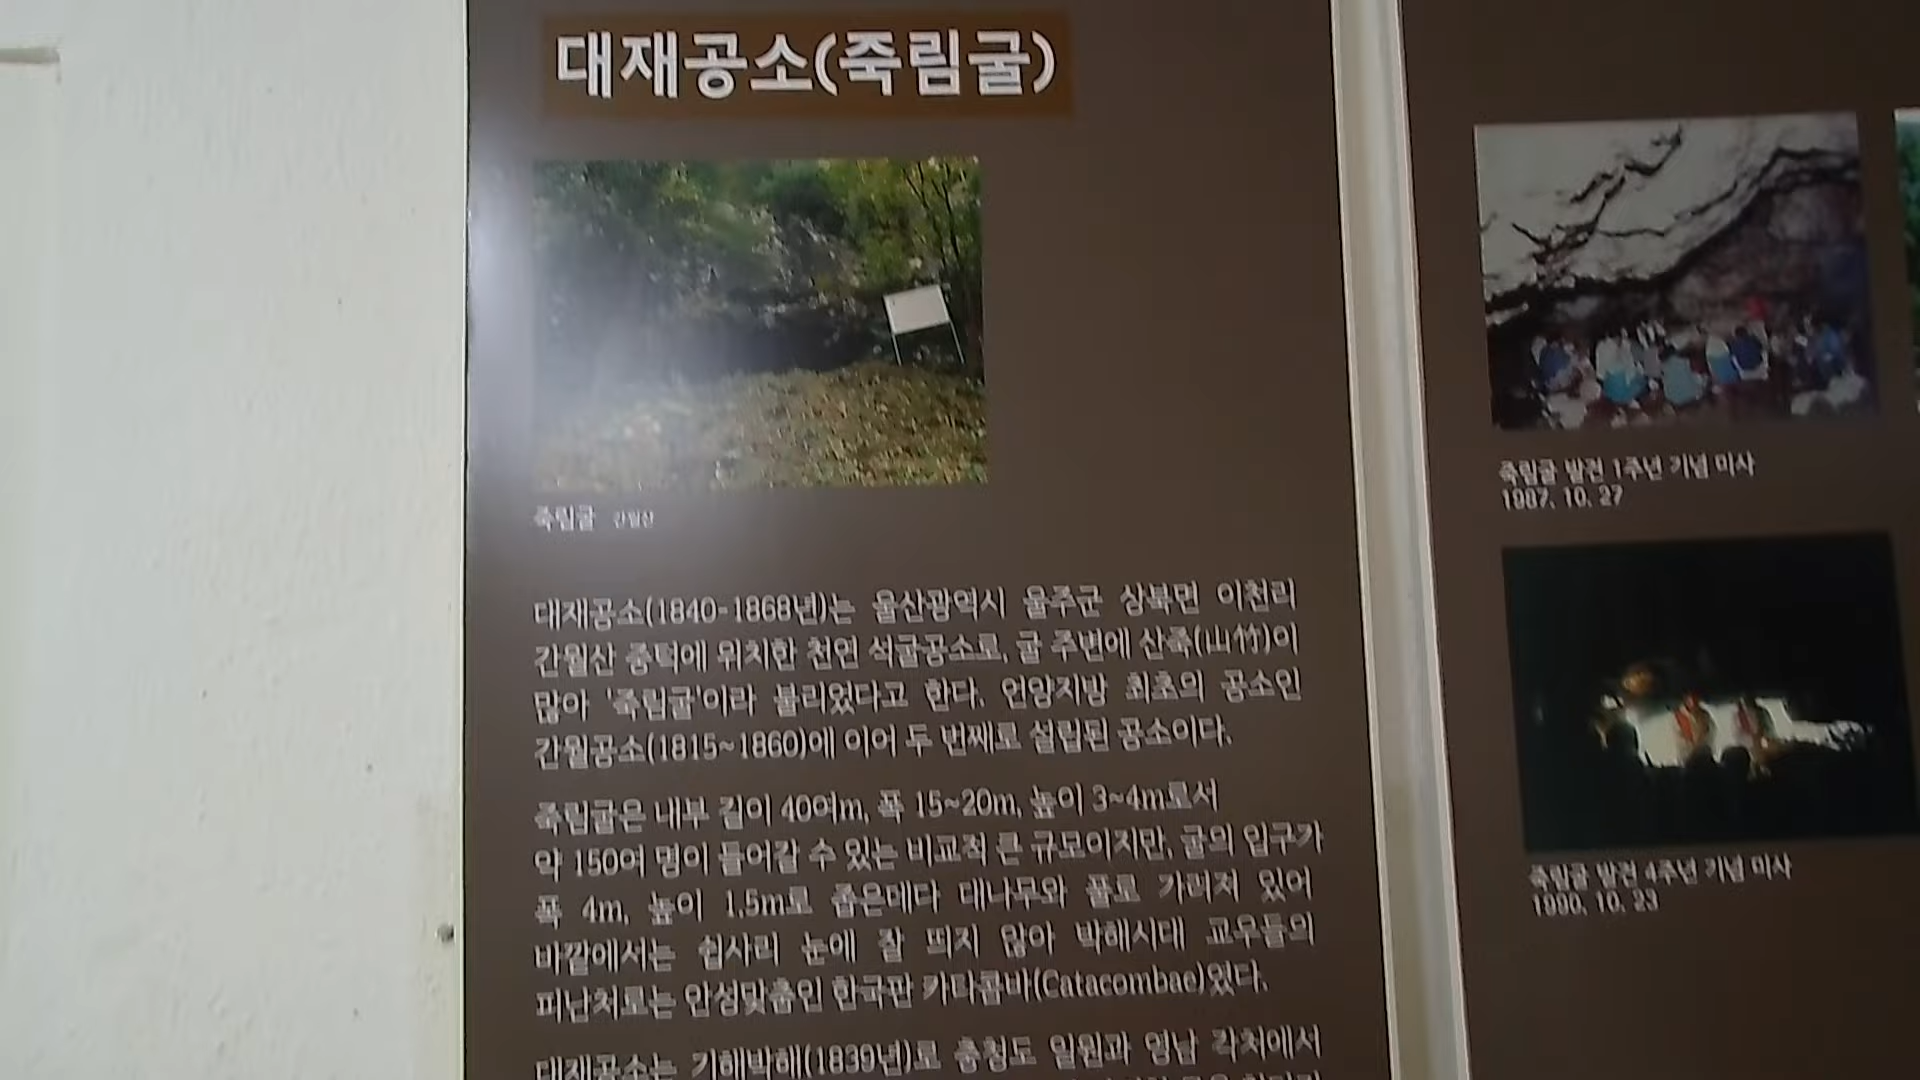 대재공소(죽림굴)
죽림굴 간월산
대재공소(1840-1868년)는 울산광역시 울주군 상북면 이천리
간월산 중턱에 위치한 천연 석굴공소로, 굴 주변에 산죽(山竹)이
많아 '죽림굴'이라 불리었다고 한다. 언양지방 최초의 공소인
간월공소(1815~1860)에 이어 두 번째로 설립된 공소이다.
죽림굴은 내부 길이 40여m, 폭 15~20m, 높이 3~4m로서
약 150여 명이 들어갈 수 있는 비교적 큰 규모이지만, 굴의 입구가
폭 4m, 높이 1.5m로 좁은데다 대나무와 풀로 가려져 있어
바깥에서는 쉽사리 눈에 잘 띄지 않아 박해시대 교우들의
피난처로는 안성맞춤인 한국판 카타콤바(Catacombae)였다.
대재공소는 기해박해(1839년)로 충청도 일원과 영남 각처에서
죽림굴 발견 1주년 기념 미사
1987. 10. 27
죽림굴 발견 4주년 기념 미사
1990. 10. 23